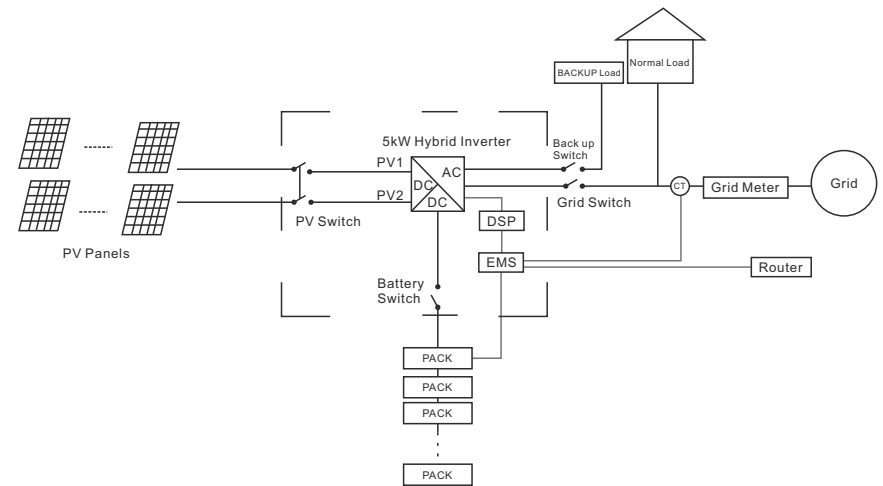 Normal Load
BACKUP Load
5kW Hybrid Inverter
Back up
Switch
PV1
AC
DC
CT
Grid Meter
Grid
PV2
DC
Grid Switch
PV Switch
DSP
PV Panels
EMS
Router
Battery
Switch
PACK
PACK
PACK
PACK